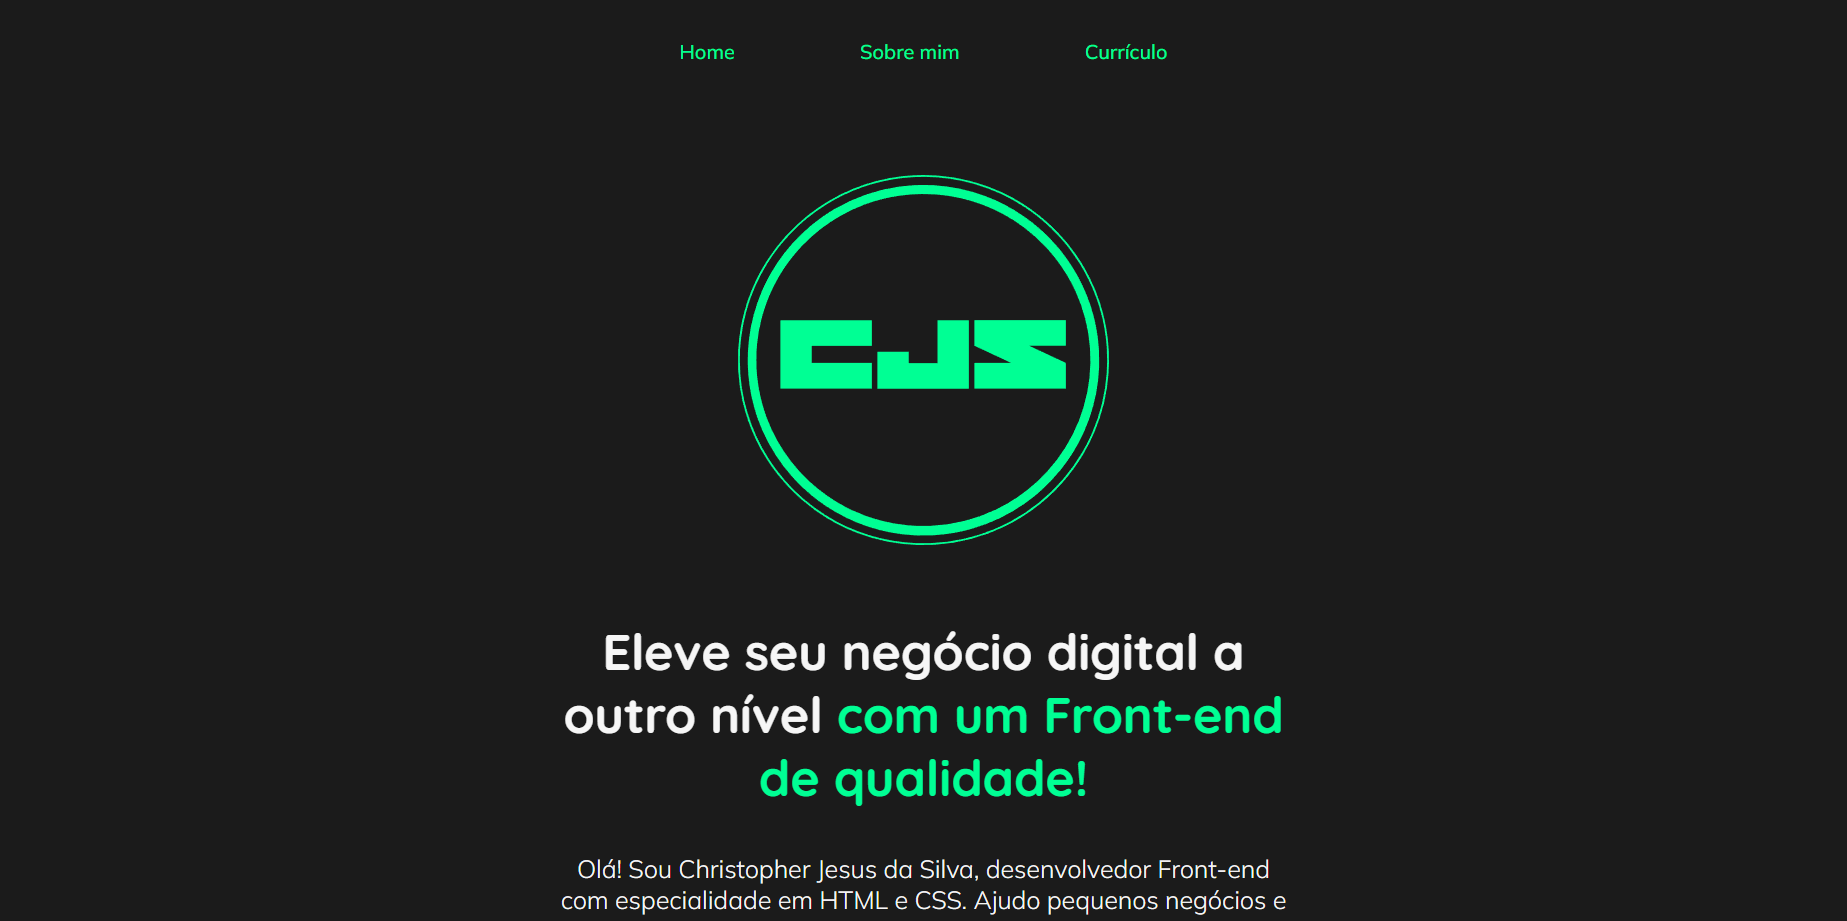 Home Sobre mim Currículo
CJS
Eleve seu negócio digital a
outro nível com um Front-end
de qualidade!
Olá! Sou Christopher Jesus da Silva, desenvolvedor Front-end
com especialidade em HTML e CSS. Ajudo pequenos negócios e